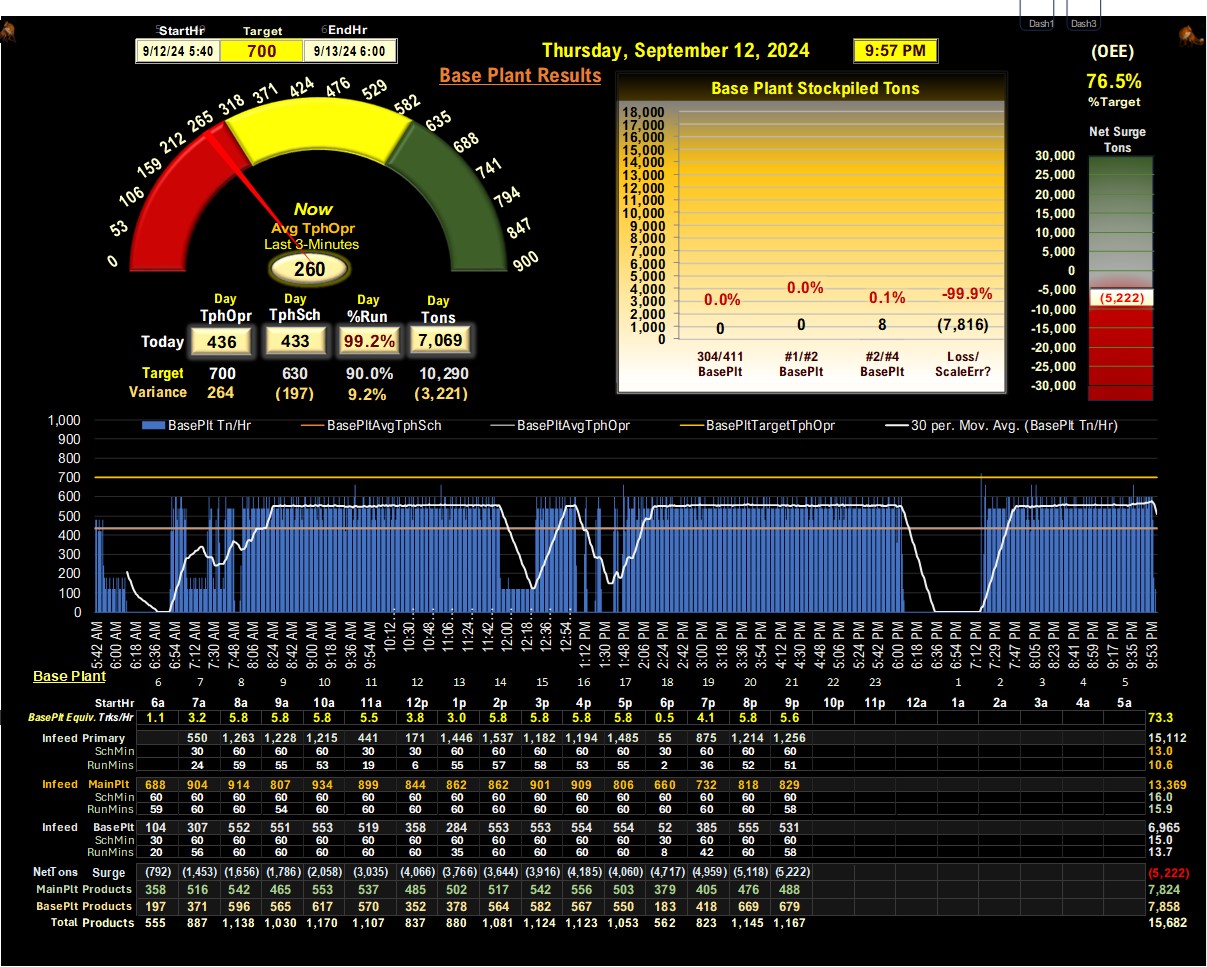 Dash1 Dash3
StartHr Target EndHr
9/12/24 5:40 700 9/13/24 6:00
Thursday, September 12, 2024 9:57 PM
(OEE)
76.5%
%Target
Base Plant Results
Base Plant Stockpiled Tons
Net Surge
Tons
0 53 106 159 212 265 318 371 424 476 529 582 635 688 741 794 847 900
Now
Avg TphOpr
Last 3-Minutes
260
18,000
17,000
16,000
15,000
14,000
13,000
12,000
11,000
10,000
9,000
8,000
7,000
6,000
5,000
4,000
3,000
2,000
1,000
0
0.0% 0.0% 0.1% -99.9%
0 0 8 (7,816)
304/411 #1/#2 #2/#4 Loss/
BasePlt BasePlt BasePlt ScaleErr?
30,000
25,000
20,000
15,000
10,000
5,000
0
-5,000
(5,222)
-10,000
-15,000
-20,000
-25,000
-30,000
Day Day Day Day
TphOpr TphSch %Run Tons
Today 436 433 99.2% 7,069
Target 700 630 90.0% 10,290
Variance 264 (197) 9.2% (3,221)
BasePlt Tn/Hr BasePltAvgTphSch BasePltAvgTphOpr BasePltTargetTphOpr 30 per. Mov. Avg. (BasePlt Tn/Hr)
1,000
900
800
700
600
500
400
300
200
100
0
5:42 AM 6:00 AM 6:18 AM 6:36 AM 6:54 AM 7:12 AM 7:30 AM 7:48 AM 8:06 AM 8:24 AM 8:42 AM 9:00 AM 9:18 AM 9:36 AM 9:54 AM 10:12... 10:30... 10:48... 11:06... 11:24... 11:42... 12:00... 12:18... 12:36... 12:54... 1:12 PM 1:30 PM 1:48 PM 2:06 PM 2:24 PM 2:42 PM 3:00 PM 3:18 PM 3:36 PM 3:54 PM 4:12 PM 4:30 PM 4:48 PM 5:06 PM 5:24 PM 5:42 PM 6:00 PM 6:18 PM 6:36 PM 6:54 PM 7:12 PM 7:29 PM 7:47 PM 8:05 PM 8:23 PM 8:41 PM 8:59 PM 9:17 PM 9:35 PM 9:53 PM
Base Plant
6 7 8 9 10 11 12 13 14 15 16 17 18 19 20 21 22 23 1 2 3 4 5
StartHr 6a 7a 8a 9a 10a 11a 12p 1p 2p 3p 4p 5p 6p 7p 8p 9p 10p 11p 12a 1a 2a 3a 4a 5a
BasePlt Equiv. Trks/Hr 1.1 3.2 5.8 5.8 5.8 5.5 3.8 3.0 5.8 5.8 5.8 5.8 0.5 4.1 5.8 5.6 73.3
Infeed Primary 550 1,263 1,228 1,215 441 171 1,446 1,537 1,182 1,194 1,485 55 875 1,214 1,256 15,112
SchMin 30 60 60 60 30 30 60 60 60 60 60 30 60 60 60 13.0
RunMins 24 59 55 53 19 6 55 57 58 53 55 2 36 52 51 10.6
Infeed MainPlt 688 904 914 807 934 899 844 862 862 901 909 806 660 732 818 829 13,369
SchMin 60 60 60 60 60 60 60 60 60 60 60 60 60 60 60 60 16.0
RunMins 59 60 60 54 60 60 60 60 60 60 60 60 60 60 60 58 15.9
Infeed BasePlt 104 307 552 551 553 519 358 284 553 553 554 554 52 385 555 531 6,965
SchMin 30 60 60 60 60 60 60 60 60 60 60 60 30 60 60 60 15.0
RunMins 20 56 60 60 60 60 60 35 60 60 60 60 8 42 60 58 13.7
NetTons Surge (792) (1,453) (1,656) (1,786) (2,058) (3,035) (4,066) (3,766) (3,644) (3,916) (4,185) (4,060) (4,717) (4,959) (5,118) (5,222) (5,222)
MainPlt Products 358 516 542 465 553 537 485 502 517 542 556 503 379 405 476 488 7,824
BasePlt Products 197 371 596 565 617 570 352 378 564 582 567 550 183 418 669 679 7,858
Total Products 555 887 1,138 1,030 1,170 1,107 837 880 1,081 1,124 1,123 1,053 562 823 1,145 1,167 15,682